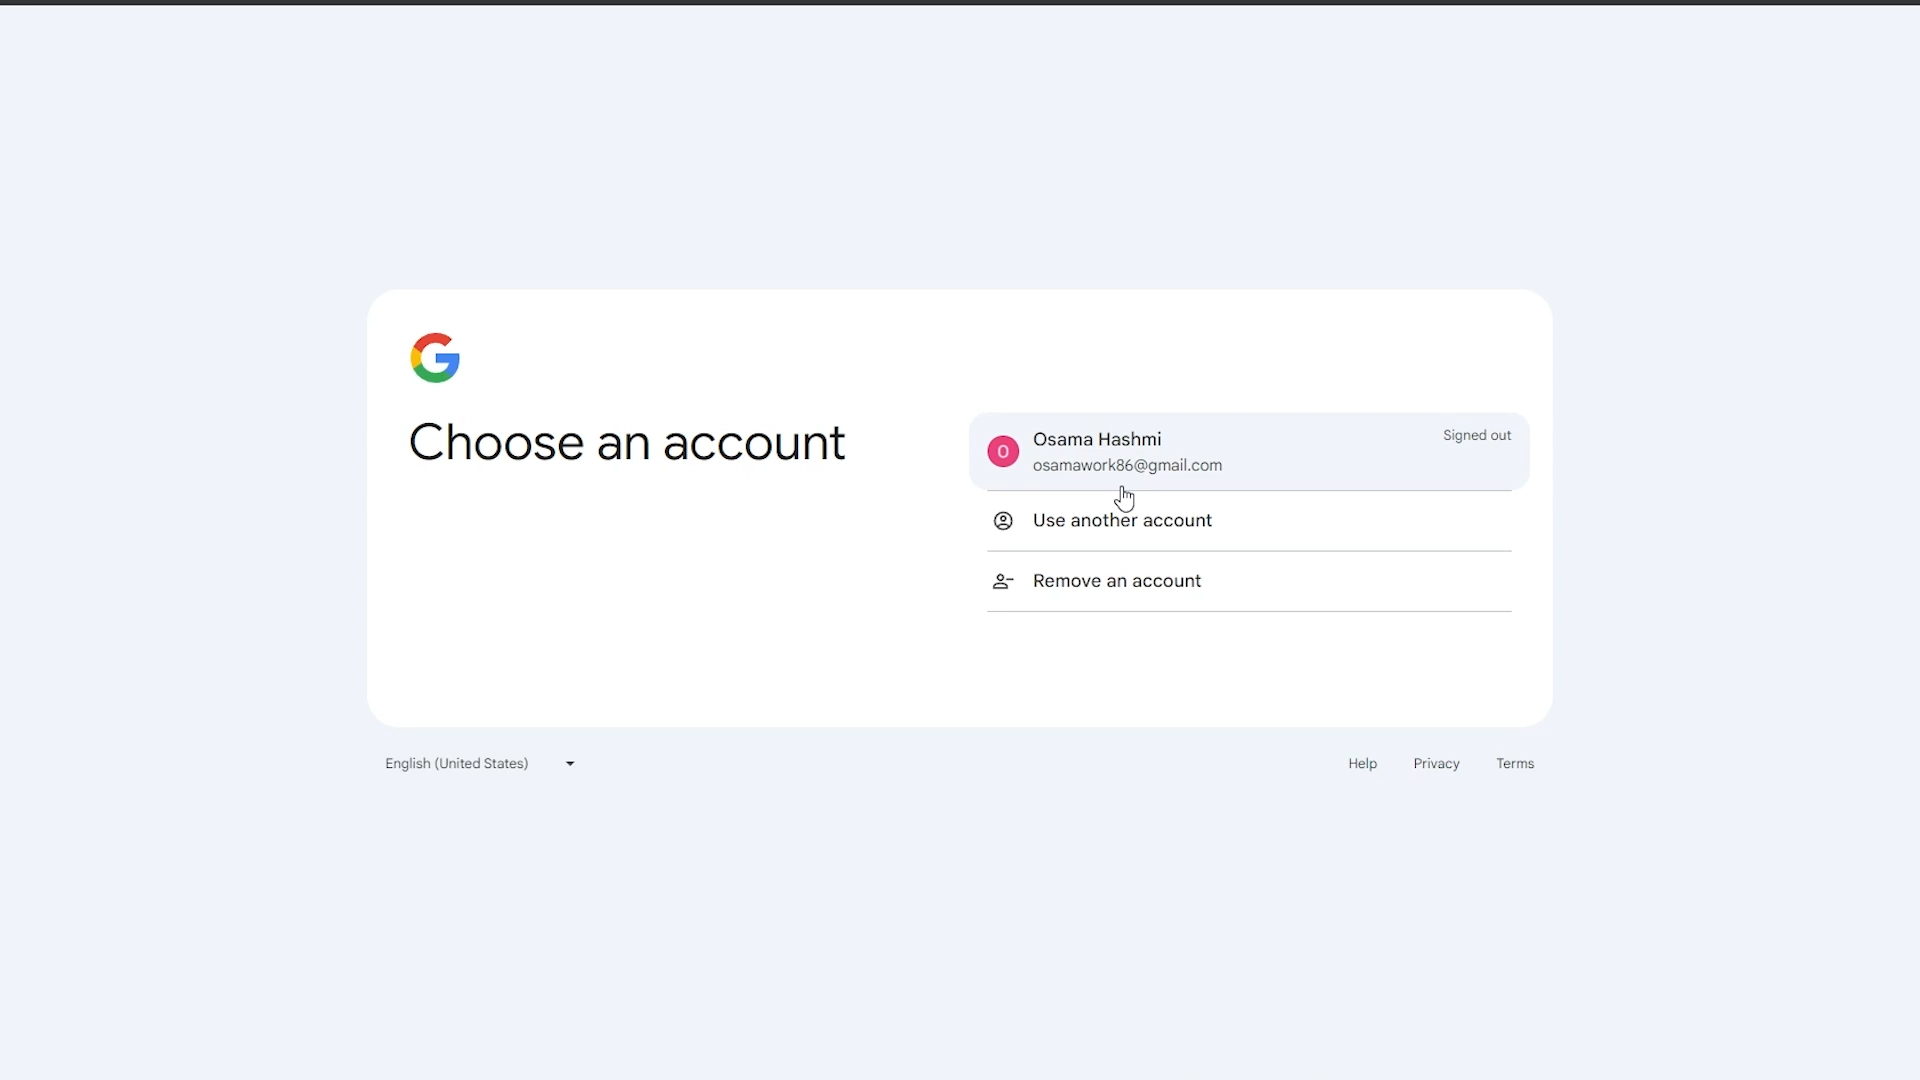 Choose an account
O
Osama Hashmi
Signed out
osamawork86@gmail.com
Use another account
Remove an account
English (United States)
Help
Privacy
Terms